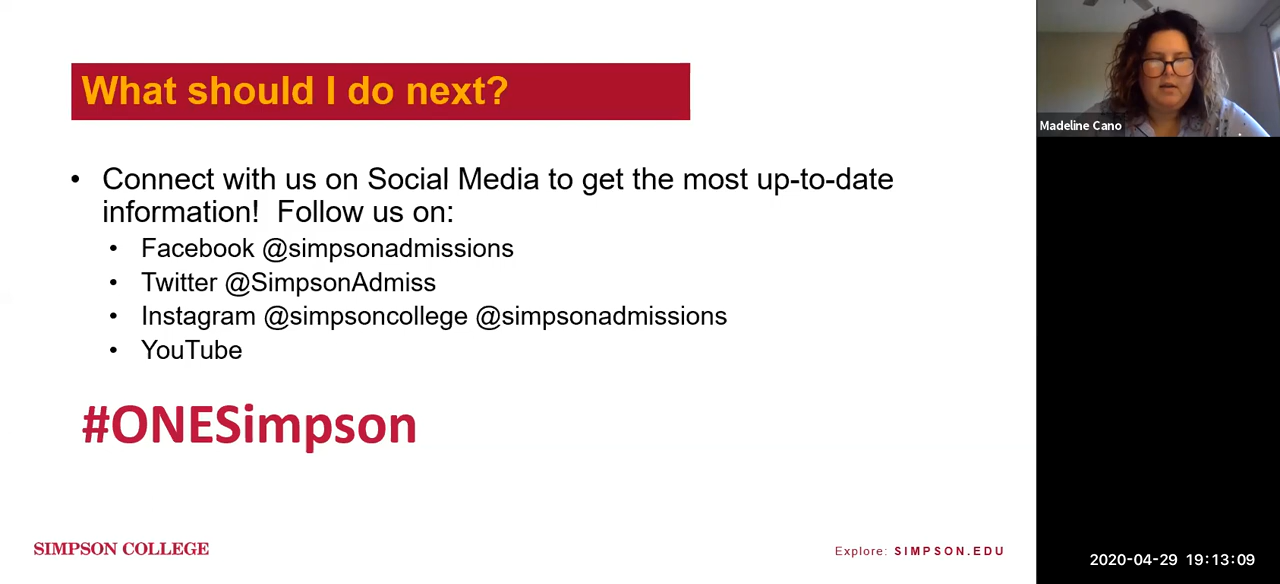 What should I do next?
• Connect with us on Social Media to get the most up-to-date
information! Follow us on:
• Facebook @simpsonadmissions
• Twitter @SimpsonAdmiss
• Instagram @simpsoncollege @simpsonadmissions
• YouTube
#ONESimpson
SIMPSON COLLEGE
Explore: SIMPSON.EDU
Madeline Cano
2020-04-29 19:13:09